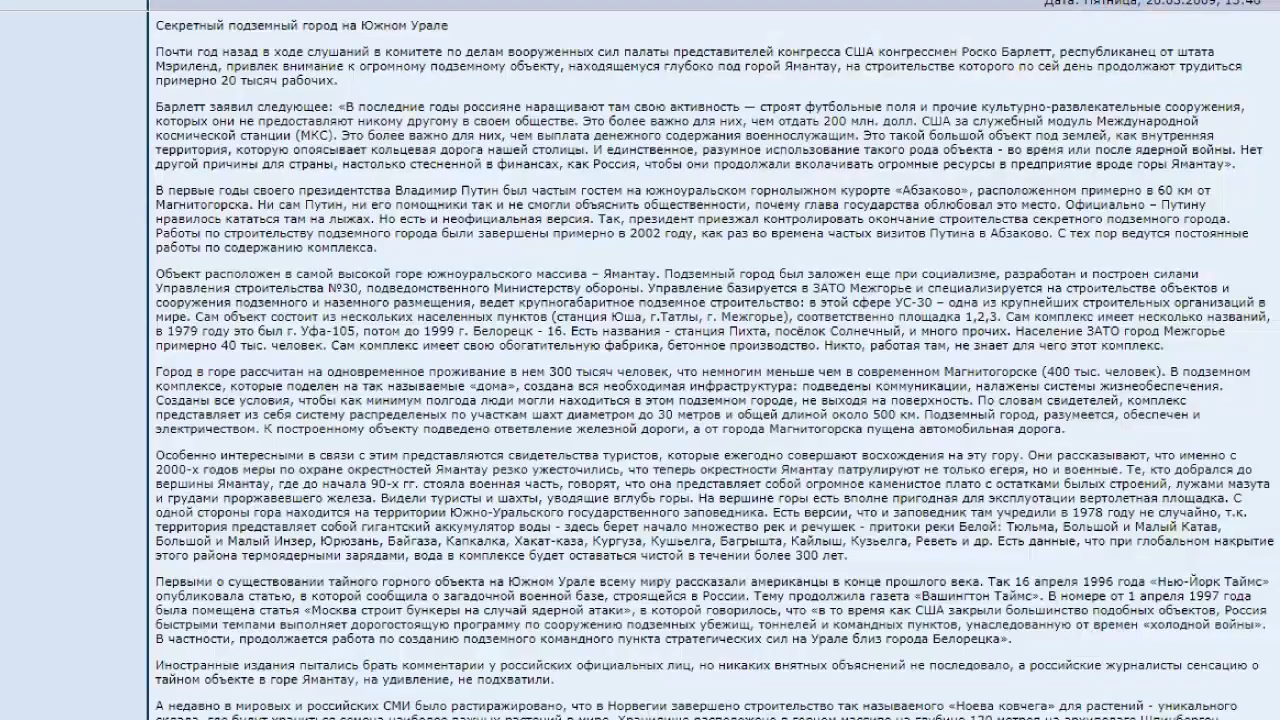 Дата: Пятница, 20.03.2009, 15:46
Секретный подземный город на Южном Урале
Почти год назад в ходе слушаний в комитете по делам вооруженных сил палаты представителей конгресса США конгрессмен Роско Барлетт, республиканец от штата
Мэриленд, привлек внимание к огромному подземному объекту, находящемуся глубоко под горой Ямантау, на строительстве которого по сей день продолжают трудиться
примерно 20 тысяч рабочих.
Барлетт заявил следующее: «В последние годы россияне наращивают там свою активность — строят футбольные поля и прочие культурно-развлекательные сооружения,
которых они не предоставляют никому другому в своем обществе. Это более важно для них, чем отдать 200 млн. долл. США за служебный модуль Международной
космической станции (МКС). Это более важно для них, чем выплата денежного содержания военнослужащим. Это такой большой объект под землей, как внутренняя
территория, которую опоясывает кольцевая дорога нашей столицы. И единственное, разумное использование такого рода объекта - во время или после ядерной войны. Нет
другой причины для страны, настолько стесненной в финансах, как Россия, чтобы они продолжали вколачивать огромные ресурсы в предприятие вроде горы Ямантау».
В первые годы своего президентства Владимир Путин был частым гостем на южноуральском горнолыжном курорте «Абзаково», расположенном примерно в 60 км от
Магнитогорска. Ни сам Путин, ни его помощники так и не смогли объяснить общественности, почему глава государства облюбовал это место. Официально – Путину
нравилось кататься там на лыжах. Но есть и неофициальная версия. Так, президент приезжал контролировать окончание строительства секретного подземного города.
Работы по строительству подземного города были завершены примерно в 2002 году, как раз во времена частых визитов Путина в Абзаково. С тех пор ведутся постоянные
работы по содержанию комплекса.
Объект расположен в самой высокой горе южноуральского массива – Ямантау. Подземный город был заложен еще при социализме, разработан и построен силами
Управления строительства №30, подведомственного Министерству обороны. Управление базируется в ЗАТО Межгорье и специализируется на строительстве объектов и
сооружения подземного и наземного размещения, ведет крупногабаритное подземное строительство: в этой сфере УС-30 – одна из крупнейших строительных организаций в
мире. Сам объект состоит из нескольких населенных пунктов (станция Юша, г.Татлы, г. Межгорье), соответственно площадка 1,2,3. Сам комплекс имеет несколько названий,
в 1979 году это был г. Уфа-105, потом до 1999 г. Белорецк - 16. Есть названия - станция Пихта, посёлок Солнечный, и много прочих. Население ЗАТО город Межгорье
примерно 40 тыс. человек. Сам комплекс имеет свою обогатительную фабрика, бетонное производство. Никто, работая там, не знает для чего этот комплекс.
Город в горе рассчитан на одновременное проживание в нем 300 тысяч человек, что немногим меньше чем в современном Магнитогорске (400 тыс. человек). В подземном
комплексе, которые поделен на так называемые «дома», создана вся необходимая инфраструктура: подведены коммуникации, налажены системы жизнеобеспечения.
Созданы все условия, чтобы как минимум полгода люди могли находиться в этом подземном городе, не выходя на поверхность. По словам свидетелей, комплекс
представляет из себя систему распределеных по участкам шахт диаметром до 30 метров и общей длиной около 500 км. Подземный город, разумеется, обеспечен и
электричеством. К построенному объекту подведено ответвление железной дороги, а от города Магнитогорска пущена автомобильная дорога.
Особенно интересными в связи с этим представляются свидетельства туристов, которые ежегодно совершают восхождения на эту гору. Они рассказывают, что именно с
2000-х годов меры по охране окрестностей Ямантау резко ужесточились, что теперь окрестности Ямантау патрулируют не только егеря, но и военные. Те, кто добрался до
вершины Ямантау, где до начала 90-х гг. стояла военная часть, говорят, что она представляет собой огромное каменистое плато с остатками былых строений, лужами мазута
и грудами проржавевшего железа. Видели туристы и шахты, уводящие вглубь горы. На вершине горы есть вполне пригодная для эксплуотации вертолетная площадка. С
одной стороны гора находится на территории Южно-Уральского государственного заповедника. Есть версии, что и заповедник там учредили в 1978 году не случайно, т.к.
территория представляет собой гигантский аккумулятор воды - здесь берет начало множество рек и речушек - притоки реки Белой: Тюльма, Большой и Малый Катав,
Большой и Малый Инзер, Юрюзань, Байгаза, Капкалка, Хакат-каза, Кургуза, Кушьелга, Багрышта, Кайлыш, Кузьелга, Реветь и др. Есть данные, что при глобальном накрытие
этого района термоядерными зарядами, вода в комплексе будет оставаться чистой в течении более 300 лет.
Первыми о существовании тайного горного объекта на Южном Урале всему миру рассказали американцы в конце прошлого века. Так 16 апреля 1996 года «Нью-Йорк Таймс»
опубликовала статью, в которой сообщила о загадочной военной базе, строящейся в России. Тему продолжила газета «Вашингтон Таймс». В номере от 1 апреля 1997 года
была помещена статья «Москва строит бункеры на случай ядерной атаки», в которой говорилось, что «в то время как США закрыли большинство подобных объектов, Россия
быстрыми темпами выполняет дорогостоящую программу по сооружению подземных убежищ, тоннелей и командных пунктов, унаследованную от времен «холодной войны».
В частности, продолжается работа по созданию подземного командного пункта стратегических сил на Урале близ города Белорецка».
Иностранные издания пытались брать комментарии у российских официальных лиц, но никаких внятных объяснений не последовало, а российские журналисты сенсацию о
тайном объекте в горе Ямантау, на удивление, не подхватили.
А недавно в мировых и российских СМИ было растиражировано, что в Норвегии завершено строительство так называемого «Ноева ковчега» для растений - уникального
склада, где будут храниться семена наиболее важных растений в мире. Хранилище расположено в горном массиве на глубине 130 метров на архипелаге